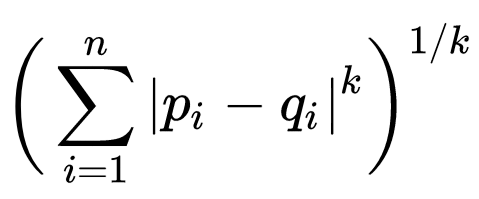 \left( \sum_{i=1}^{n} |p_i - q_i|^k \right)^{1/k}